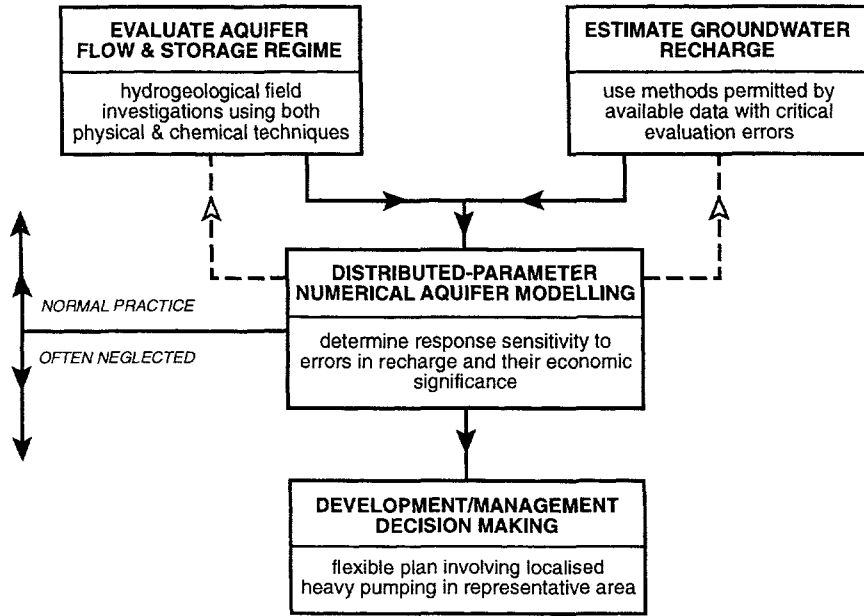 EVALUATE AQUIFER
FLOW & STORAGE REGIME
hydrogeological field
investigations using both
physical & chemical techniques
ESTIMATE GROUNDWATER
RECHARGE
use methods permitted by
available data with critical
evaluation errors
DISTRIBUTED-PARAMETER
NUMERICAL AQUIFER MODELLING
determine response sensitivity to
errors in recharge and their economic
significance
NORMAL PRACTICE
OFTEN NEGLECTED
DEVELOPMENT/MANAGEMENT
DECISION MAKING
flexible plan involving localised
heavy pumping in representative area